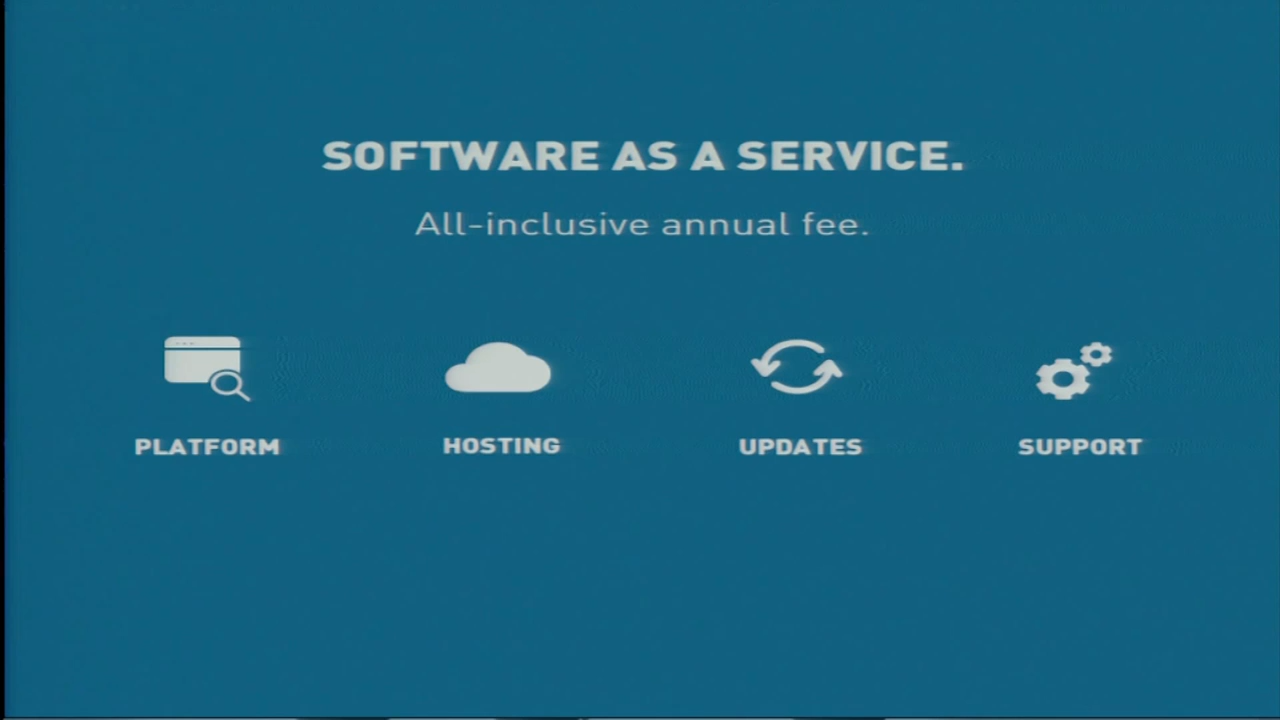 SOFTWARE AS A SERVICE.
All-inclusive annual fee.
PLATFORM HOSTING UPDATES SUPPORT